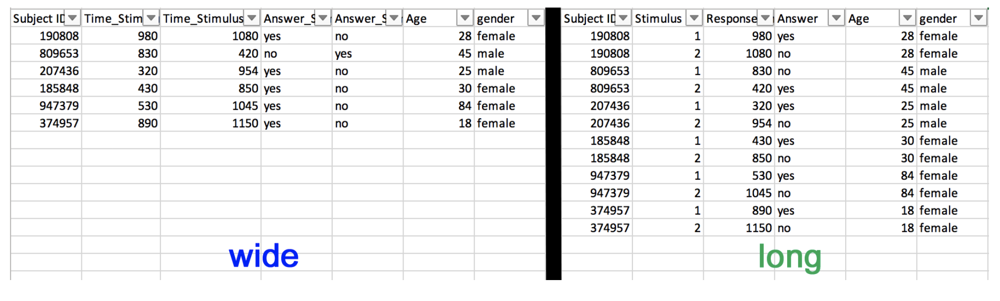 Subject ID Time_Stim Time_Stimulus Answer_S Answer_S Age gender
190808 980 1080 yes no 28 female
809653 830 420 no yes 45 male
207436 320 954 yes no 25 male
185848 430 850 yes no 30 female
947379 530 1045 yes no 84 female
374957 890 1150 yes no 18 female
wide
Subject ID Stimulus Response Answer Age gender
190808 1 980 yes 28 female
190808 2 1080 no 28 female
809653 1 830 no 45 male
809653 2 420 yes 45 male
207436 1 320 yes 25 male
207436 2 954 no 25 male
185848 1 430 yes 30 female
185848 2 850 no 30 female
947379 1 530 yes 84 female
947379 2 1045 no 84 female
374957 1 890 yes 18 female
374957 2 1150 no 18 female
long